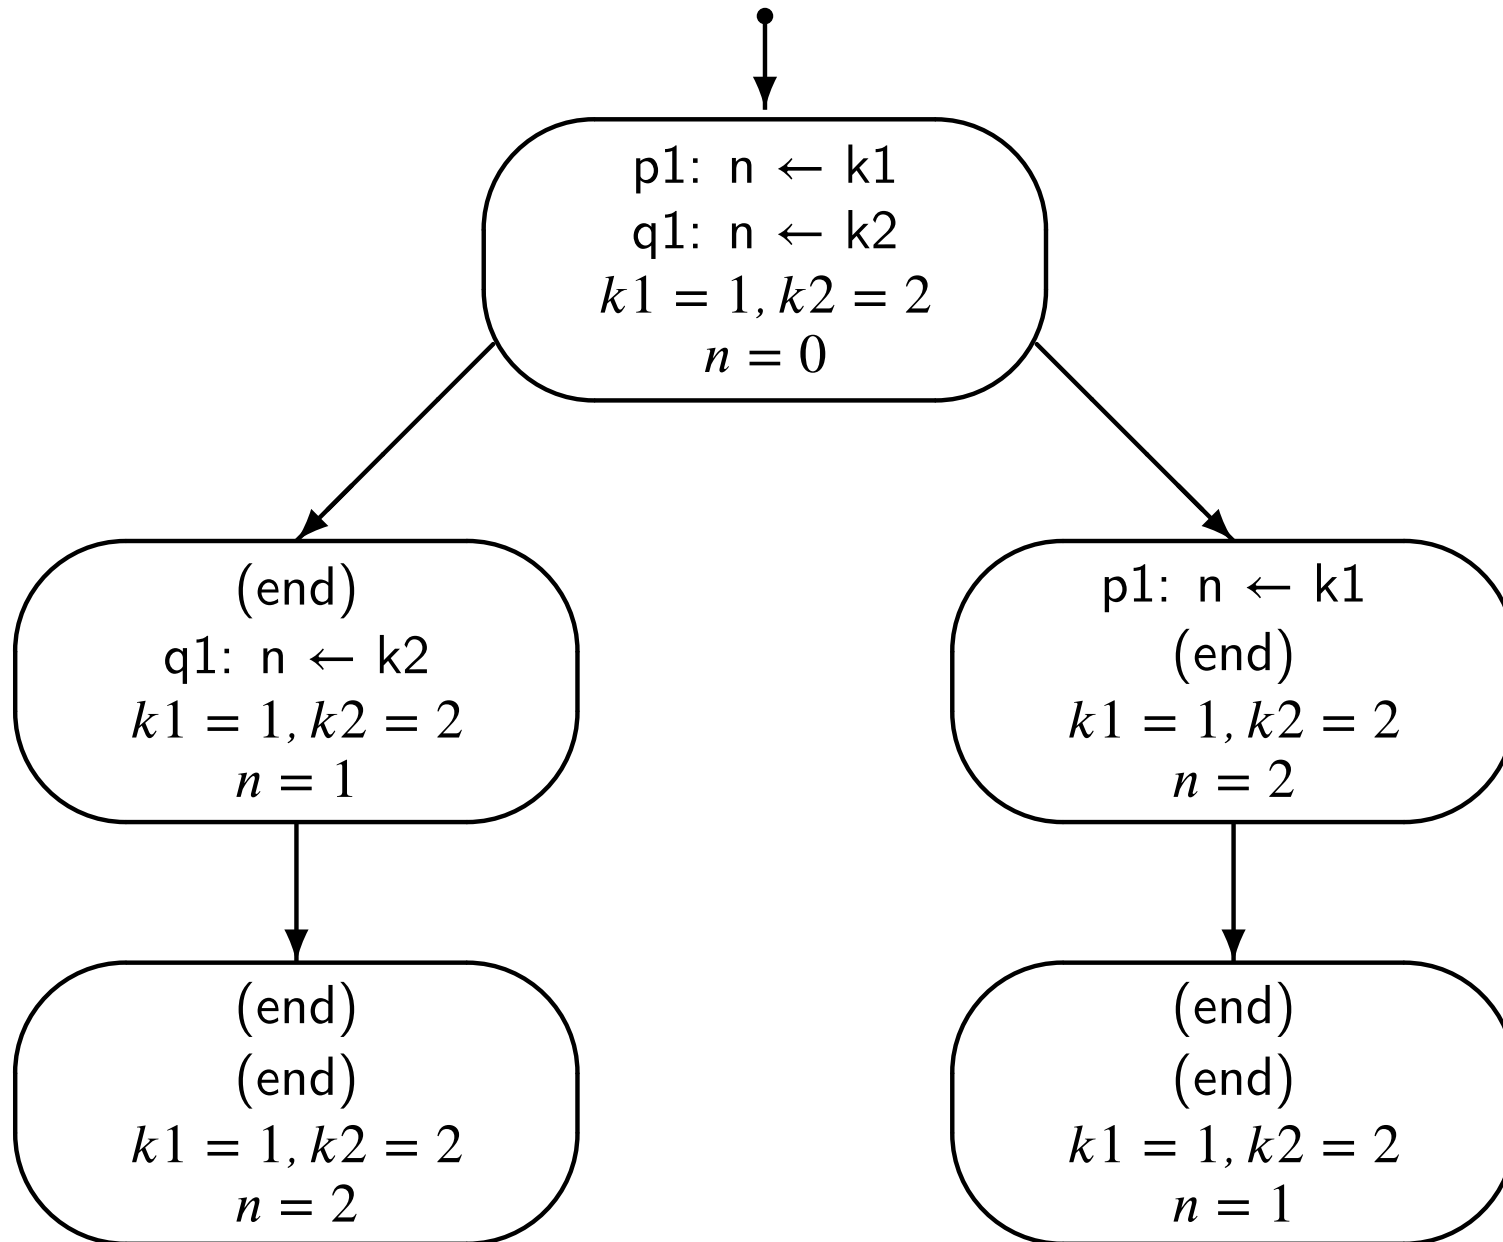 p1: n ← k1
q1: n ← k2
k1 = 1, k2 = 2
n = 0
(end)
q1: n ← k2
k1 = 1, k2 = 2
n = 1
p1: n ← k1
(end)
k1 = 1, k2 = 2
n = 2
(end)
(end)
k1 = 1, k2 = 2
n = 2
(end)
(end)
k1 = 1, k2 = 2
n = 1